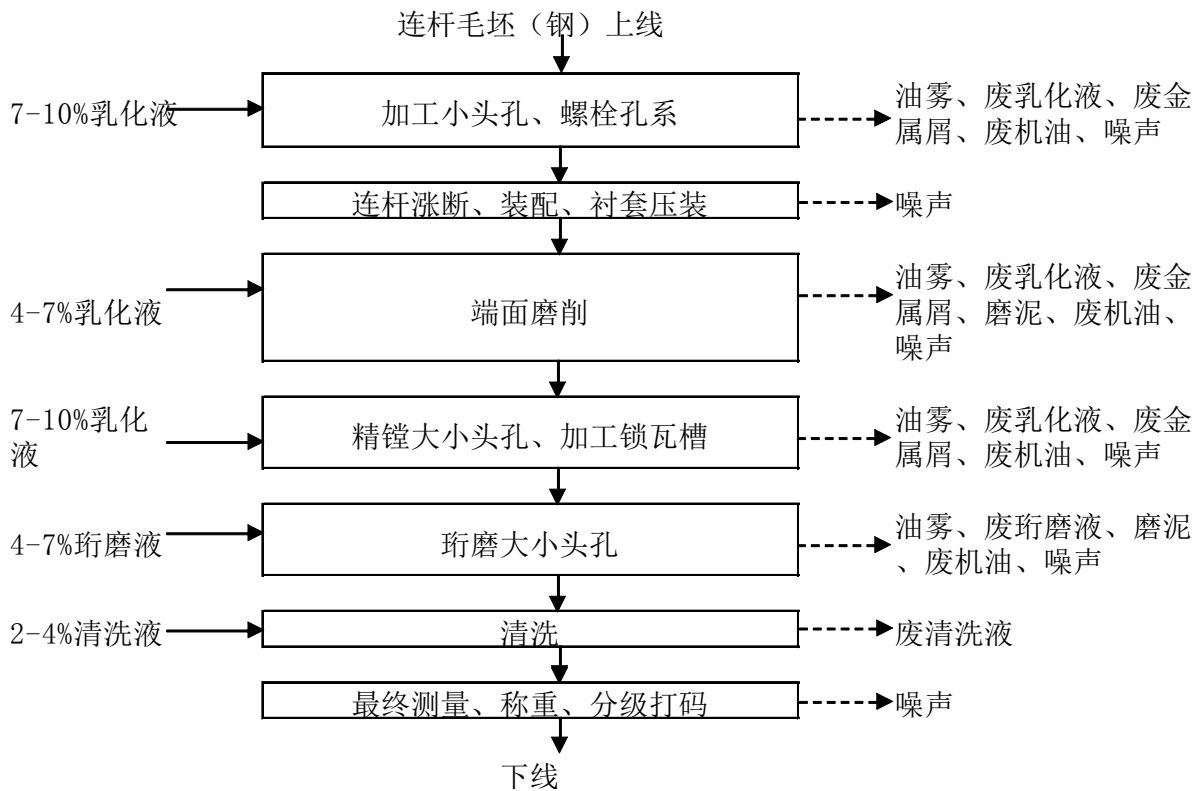 连杆毛坯（钢）上线
7-10%乳化液
加工小头孔、螺栓孔系
油雾、废乳化液、废金
属屑、废机油、噪声
连杆涨断、装配、衬套压装
噪声
4-7%乳化液
端面磨削
油雾、废乳化液、废金
属屑、磨泥、废机油、
噪声
7-10%乳化
液
精镗大小头孔、加工锁瓦槽
油雾、废乳化液、废金
属屑、废机油、噪声
4-7%珩磨液
珩磨大小头孔
油雾、废珩磨液、磨泥
、废机油、噪声
2-4%清洗液
清洗
废清洗液
最终测量、称重、分级打码
噪声
下线